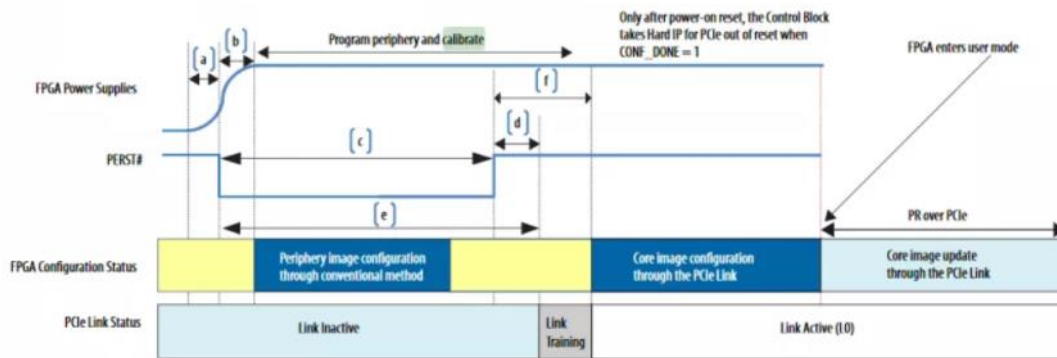 Program periphery and calibrate
Only after power-on reset, the Control Block
takes Hard IP for PCIe out of reset when
CONF_DONE = 1
FPGA enters user mode
(a)
(b)
FPGA Power Supplies
(f)
(d)
PERST#
(c)
(e)
PR over PCIe
FPGA Configuration Status
Periphery image configuration
through conventional method
Core image configuration
through the PCIe Link
Core image update
through the PCIe Link
PCIe Link Status
Link Inactive
Link
Training
Link Active (L0)